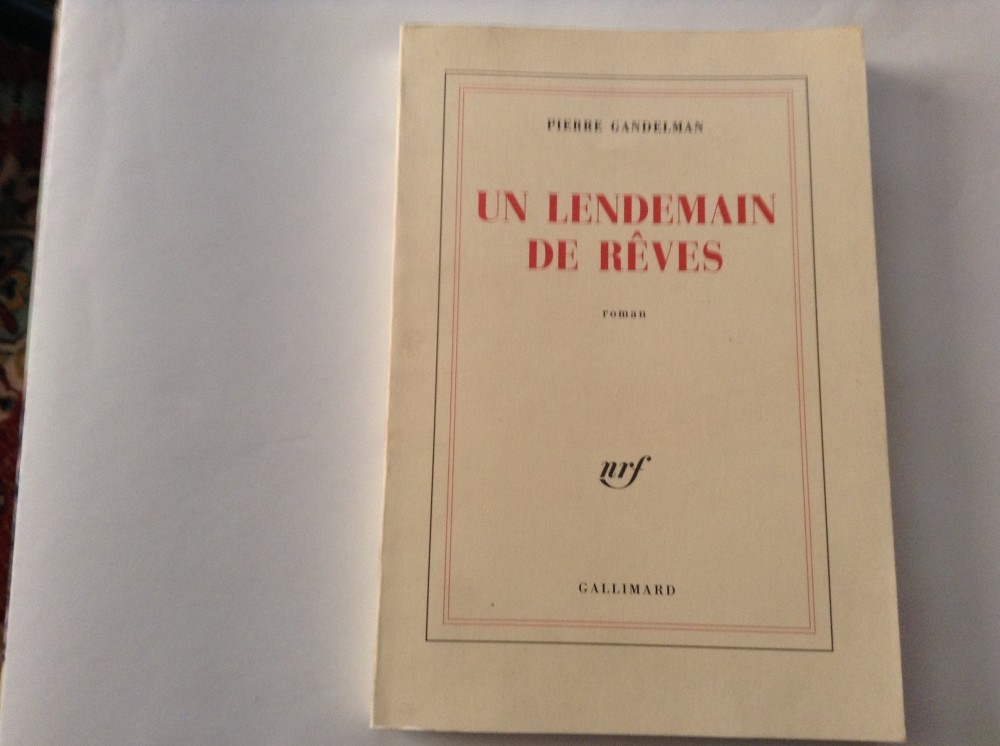 PIERRE GANDELMAN
UN LENDEMAIN
DE RÊVES
roman
nrf
GALLIMARD